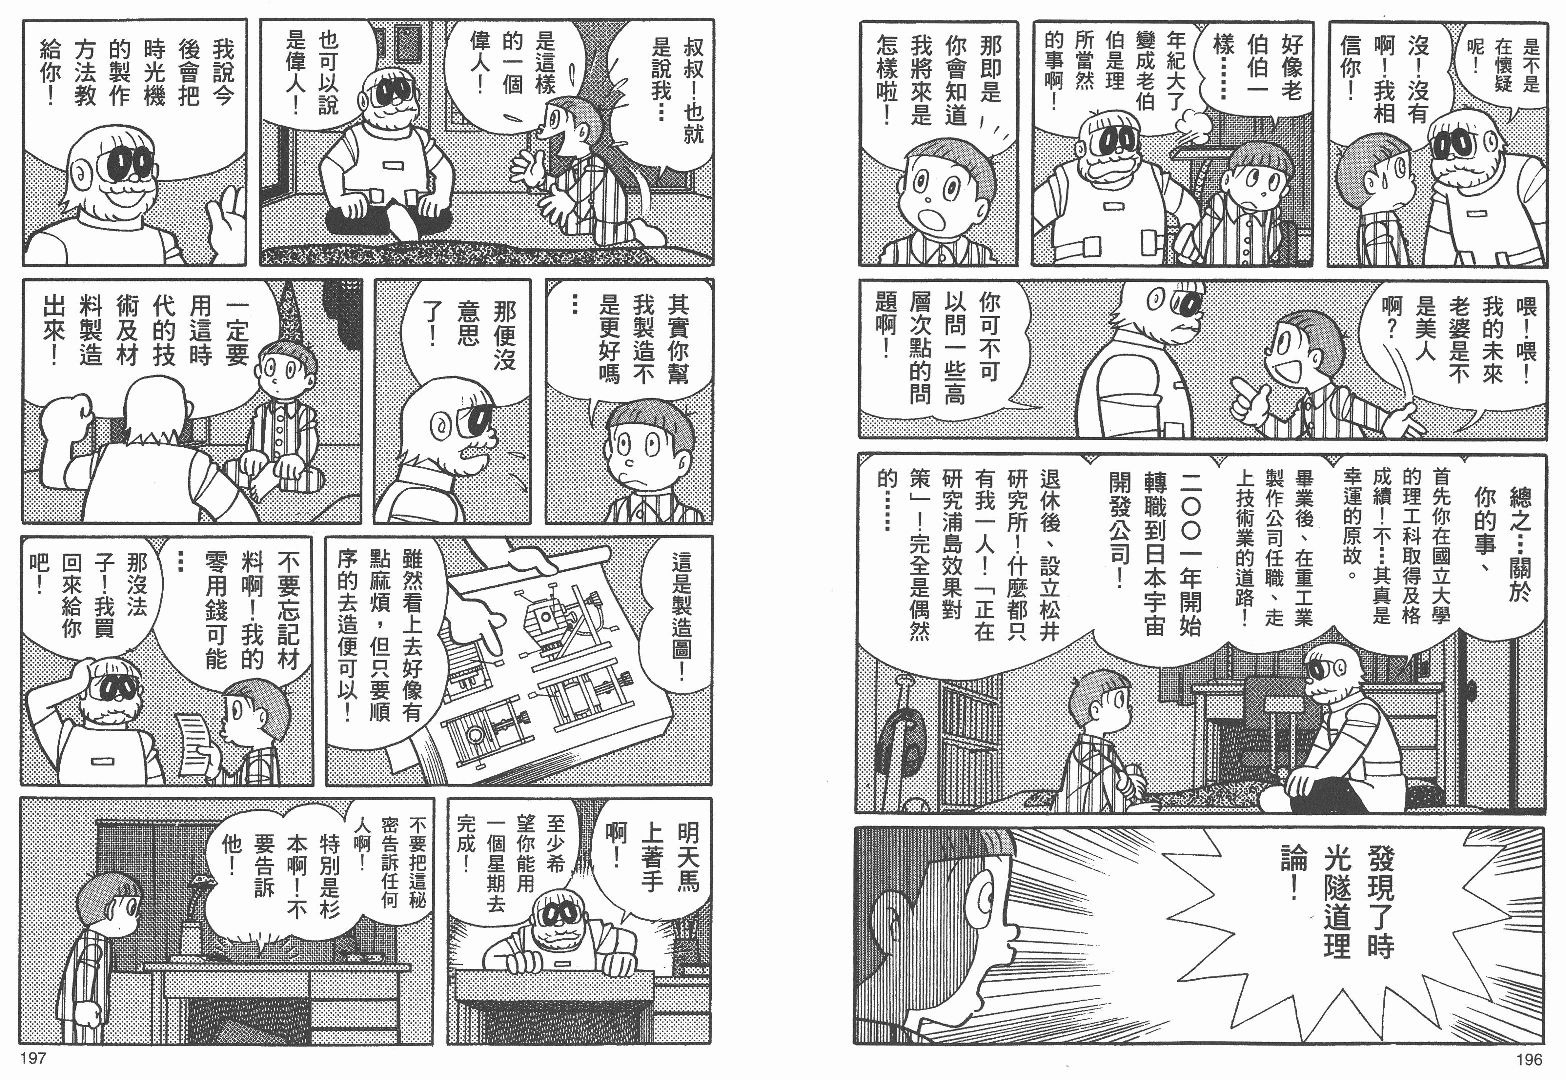 是不是
在懷疑
呢！
沒！沒有
啊！我相
信你！
好像老
伯伯一
樣……
年紀大了
變成老伯
伯是理
所當然
的事啊！
那即是
你會知道
我將來是
怎樣啦！
喂！喂！
我的未來
老婆是不
是美人
啊？
你可不可
以問一些高
層次點的問
題啊！
總之…關於
你的事、
首先你在國立大學
的理工科取得及格
成績！不…其真是
幸運的原故。
畢業後、在重工業
製作公司任職、走
上技術業的道路！
二〇〇一年開始
轉職到日本宇宙
開發公司！
退休後、設立松井
研究所！什麼都只
有我一人！「正在
研究浦島效果對
策」！完全是偶然
的……
發現了時
光隧道理
論！
196
叔叔！也就
是說我…
是這樣
的一個
偉人！
也可以說
是偉人！
我說今
後會把
時光機
的製作
方法教
給你！
其實你幫
我製造不
是更好嗎
…
那便沒
意思
了！
一定要
用這時
代的技
術及材
料製造
出來！
這是製造圖！
雖然看上去好像有
點麻煩，但只要順
序的去造便可以！
不要忘記材
料啊！我的
零用錢可能
…
那沒法
子！我買
回來給你
吧！
明天馬
上著手
啊！
至少希
望你能用
一個星期去
完成！
不要把這秘
密告訴任何
人啊！
特別是杉
本啊！不
要告訴
他！
197